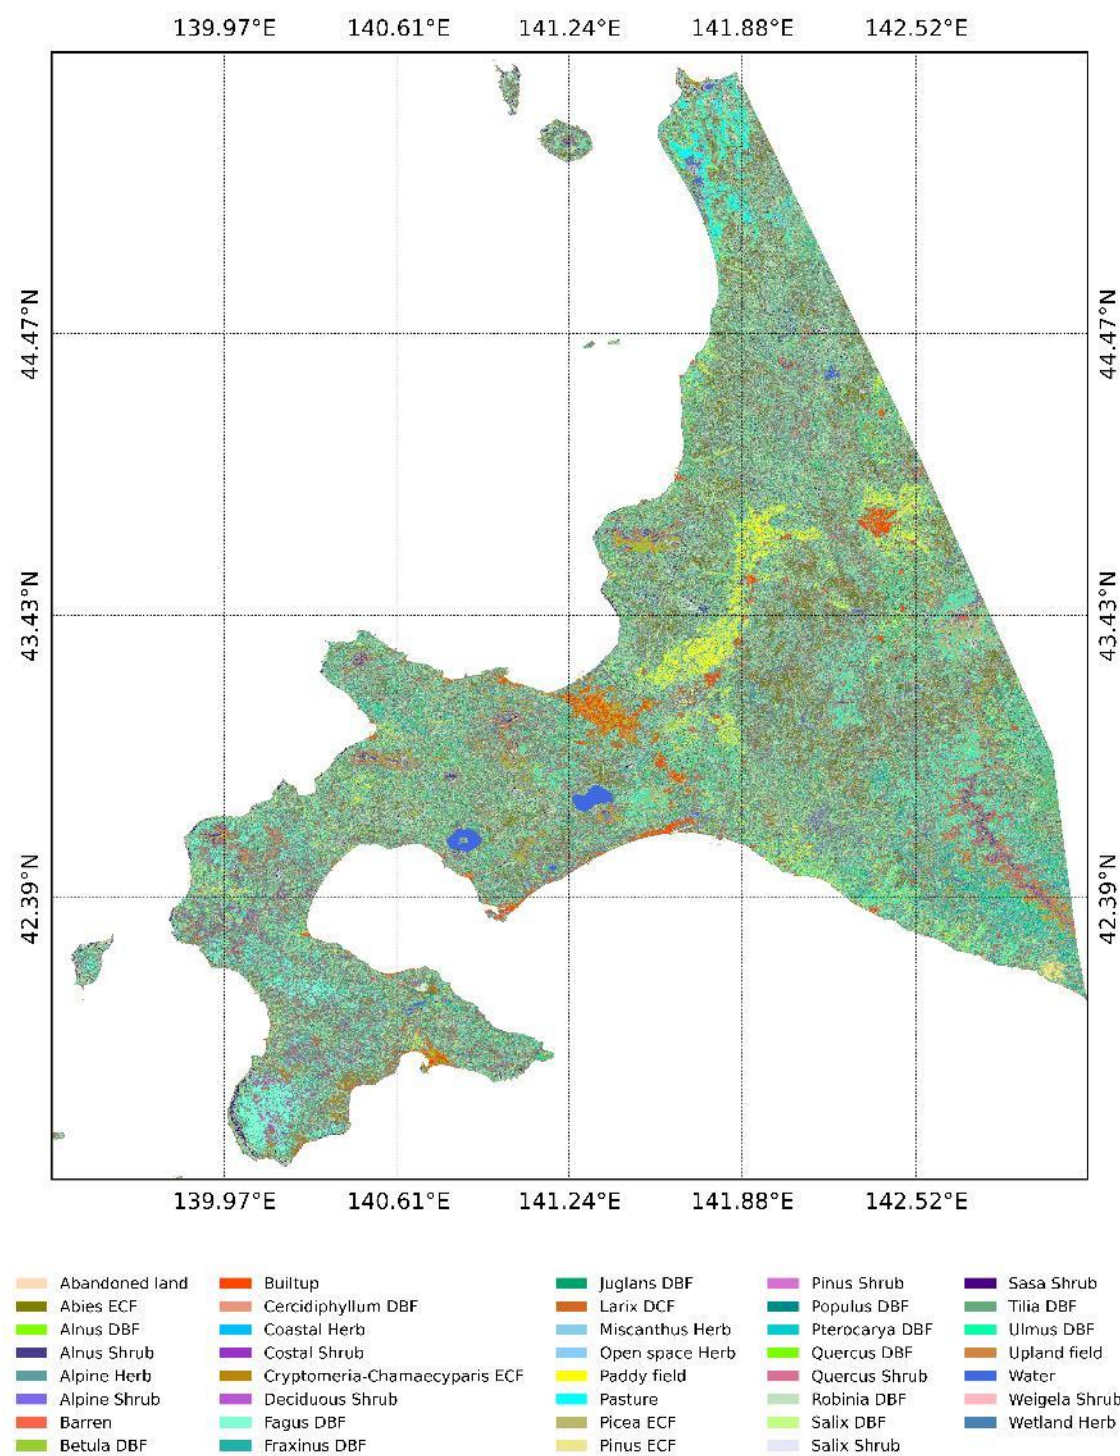 139.97°E 140.61°E 141.24°E 141.88°E 142.52°E
44.47°N 44.47°N
43.43°N 43.43°N
42.39°N 42.39°N
139.97°E 140.61°E 141.24°E 141.88°E 142.52°E
Abandoned land
Abies ECF
Alnus DBF
Alnus Shrub
Alpine Herb
Alpine Shrub
Barren
Betula DBF
Builtup
Cercidiphyllum DBF
Coastal Herb
Costal Shrub
Cryptomeria-Chamaecyparis ECF
Deciduous Shrub
Fagus DBF
Fraxinus DBF
Juglans DBF
Larix DCF
Miscanthus Herb
Open space Herb
Paddy field
Pasture
Picea ECF
Pinus ECF
Pinus Shrub
Populus DBF
Pterocarya DBF
Quercus DBF
Quercus Shrub
Robinia DBF
Salix DBF
Salix Shrub
Sasa Shrub
Tilia DBF
Ulmus DBF
Upland field
Water
Weigela Shrub
Wetland Herb